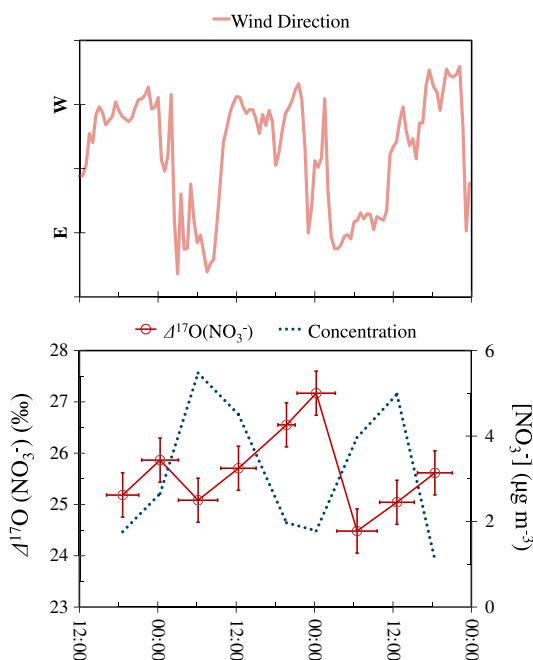 Wind Direction
W
E
Δ¹⁷O(NO₃⁻) Concentration
28
27
26
25
24
23
Δ¹⁷O (NO₃⁻) (‰)
6
4
2
0
[NO₃⁻] (µg m⁻³)
12:00 00:00 12:00 00:00 12:00 00:00